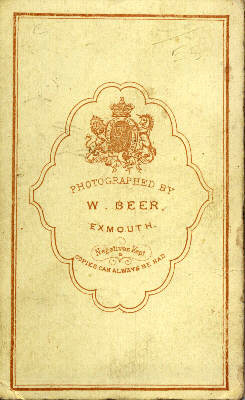 PHOTOGRAPHED BY
W. BEER
EXMOUTH.
Negatives Kept
&
COPIES CAN ALWAYS BE HAD